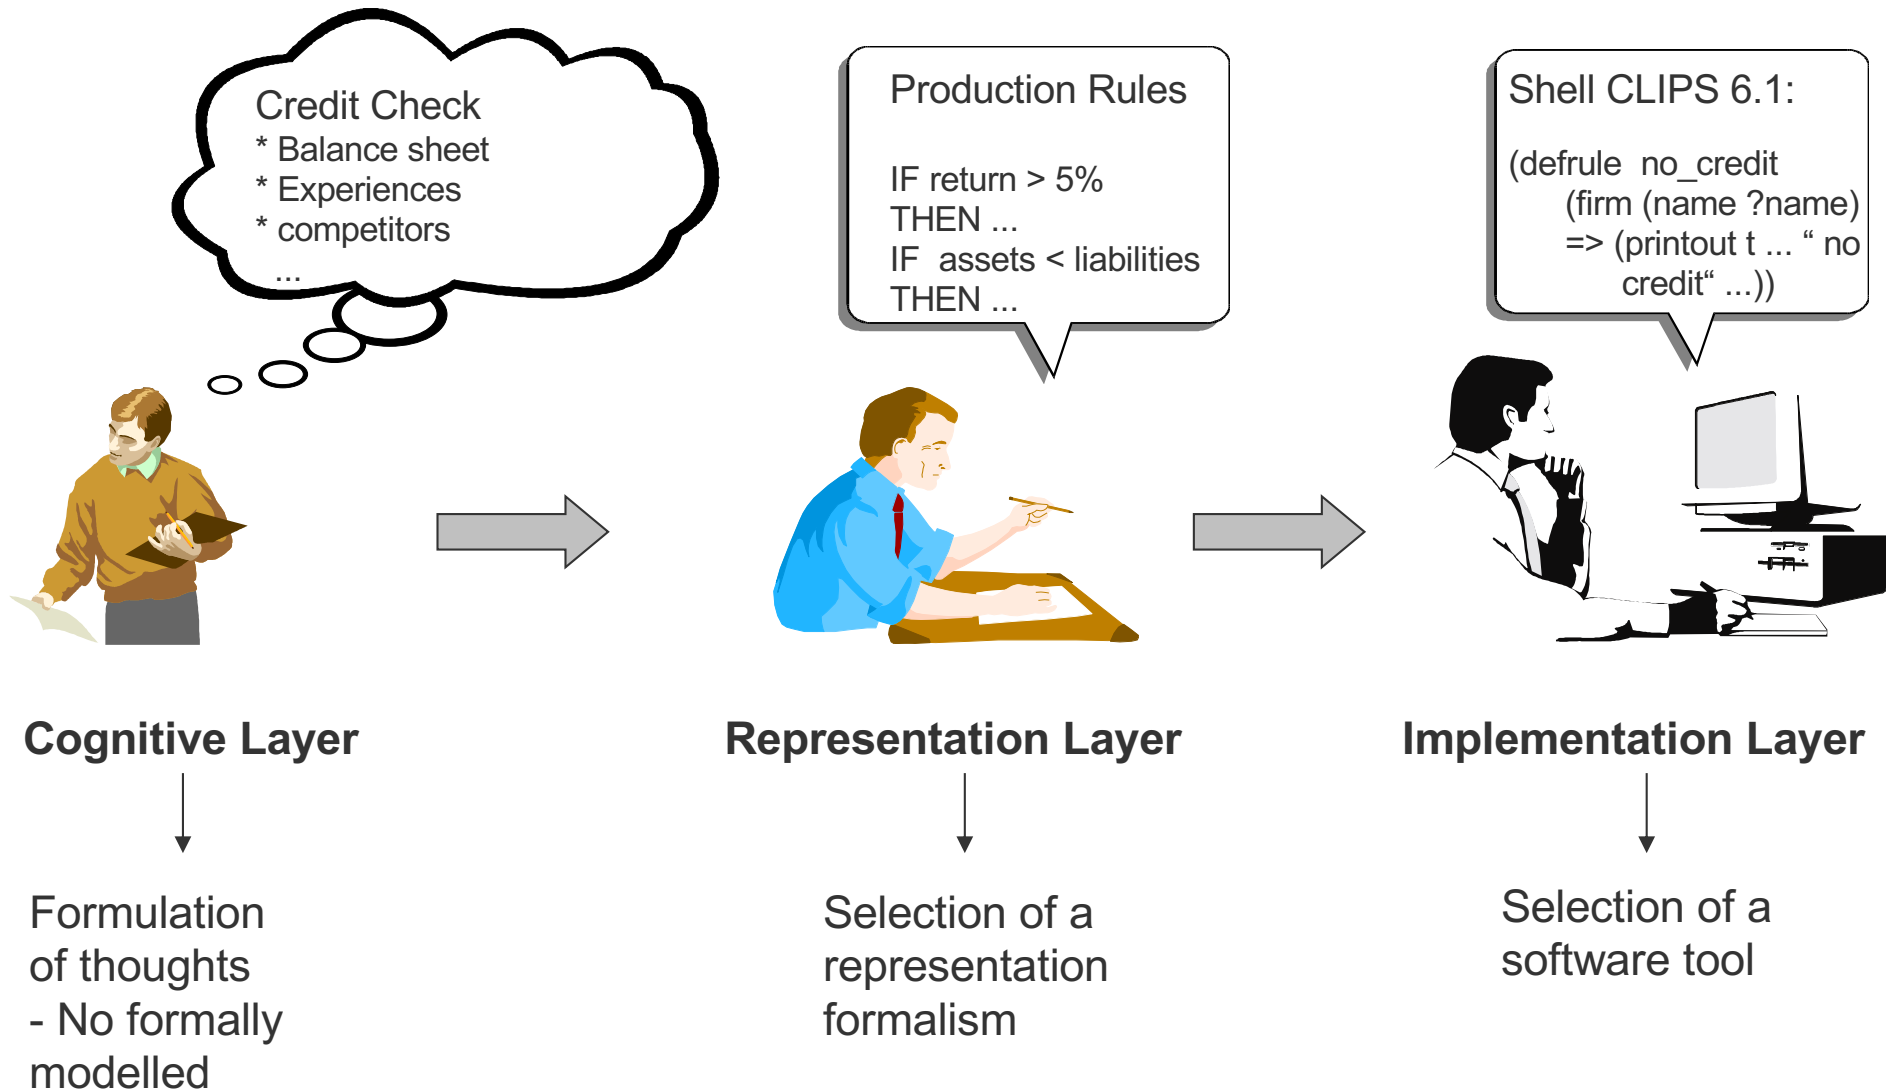 Credit Check
* Balance sheet
* Experiences
* competitors
...
Production Rules
IF return > 5%
THEN ...
IF  assets < liabilities
THEN ...
Shell CLIPS 6.1:
(defrule  no_credit
(firm (name ?name)
=> (printout t ... “ no
credit“ ...))
Cognitive Layer
Representation Layer
Implementation Layer
Formulation
of thoughts
- No formally
modelled
Selection of a
representation
formalism
Selection of a
software tool